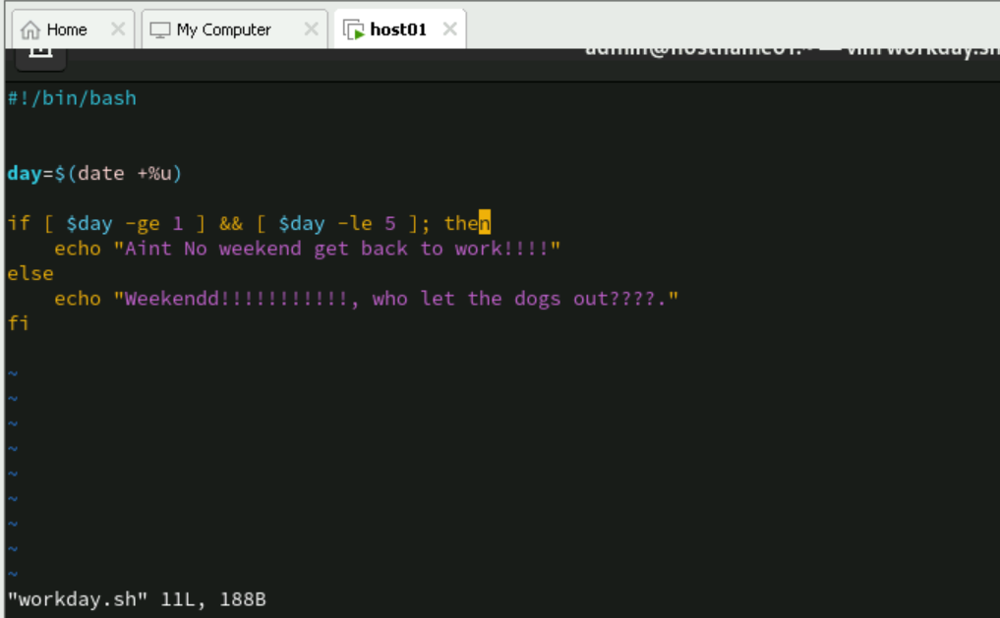 Home
My Computer
host01
admin@hostname01:~ — vim workday.sh
#!/bin/bash
day=$(date +%u)
if [ $day -ge 1 ] && [ $day -le 5 ]; then
    echo "Aint No weekend get back to work!!!!"
else
    echo "Weekendd!!!!!!!!!!!, who let the dogs out????."
fi
~
~
~
~
~
~
~
~
~
"workday.sh" 11L, 188B